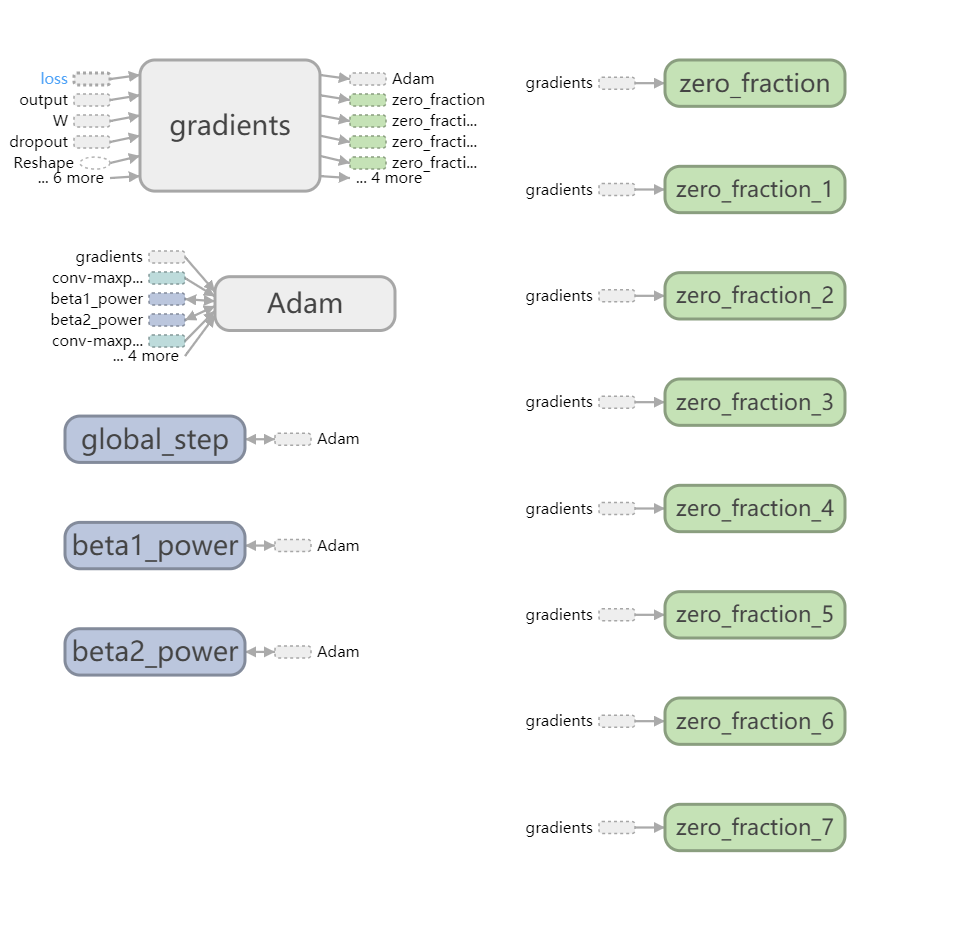 loss
output
W
dropout
Reshape
... 6 more
gradients
Adam
zero_fraction
zero_fracti...
zero_fracti...
zero_fracti...
... 4 more
gradients
conv-maxp...
beta1_power
beta2_power
conv-maxp...
... 4 more
Adam
global_step
Adam
beta1_power
Adam
beta2_power
Adam
gradients
zero_fraction
gradients
zero_fraction_1
gradients
zero_fraction_2
gradients
zero_fraction_3
gradients
zero_fraction_4
gradients
zero_fraction_5
gradients
zero_fraction_6
gradients
zero_fraction_7